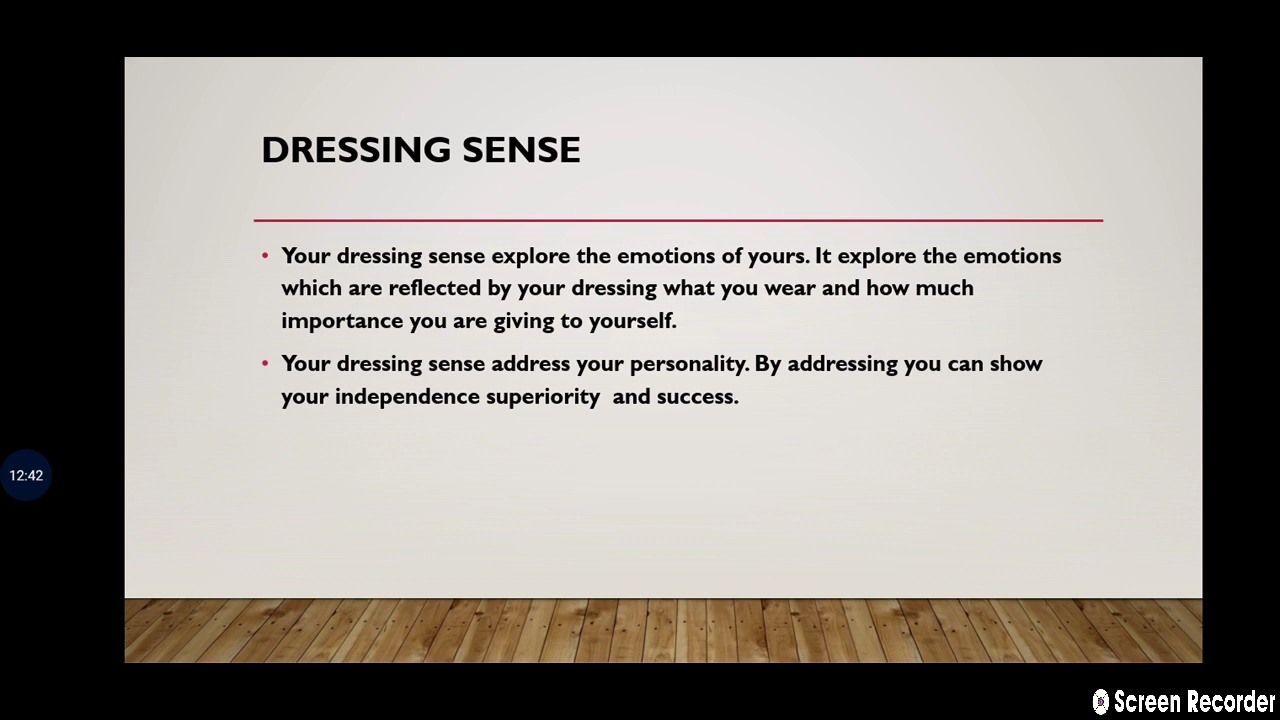 DRESSING SENSE
• Your dressing sense explore the emotions of yours. It explore the emotions
which are reflected by your dressing what you wear and how much
importance you are giving to yourself.
• Your dressing sense address your personality. By addressing you can show
your independence superiority  and success.
12:42
Screen Recorder